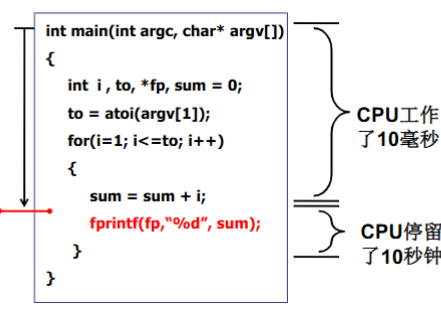 int main(int argc, char* argv[])
{
int i , to, *fp, sum = 0;
to = atoi(argv[1]);
for(i=1; i<=to; i++)
{
sum = sum + i;
fprintf(fp,“%d”, sum);
}
}
CPU工作
了10毫秒
CPU停留
了10秒钟